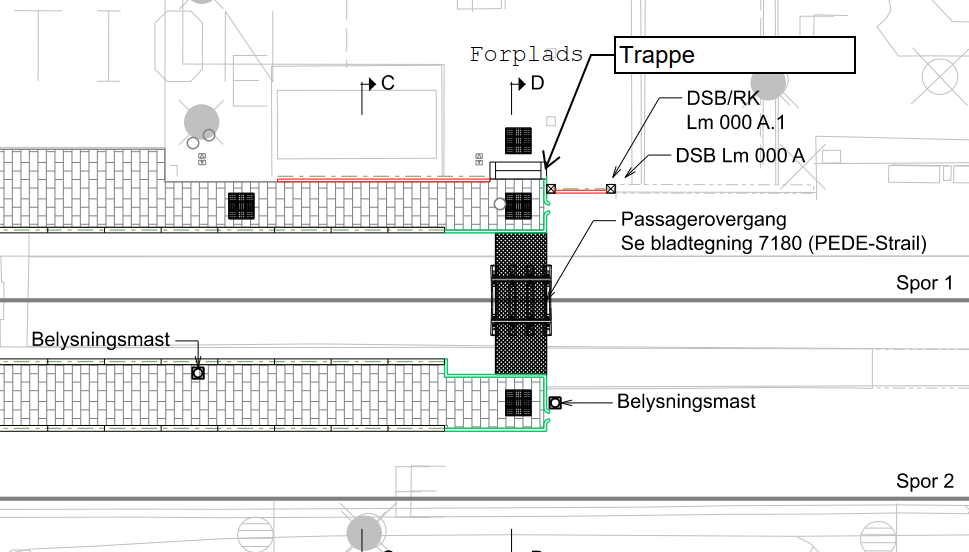 Forplads
Trappe
C
D
DSB/RK
Lm 000 A.1
DSB Lm 000 A
Passagerovergang
Se bladtegning 7180 (PEDE-Strail)
Spor 1
Belysningsmast
Belysningsmast
Spor 2